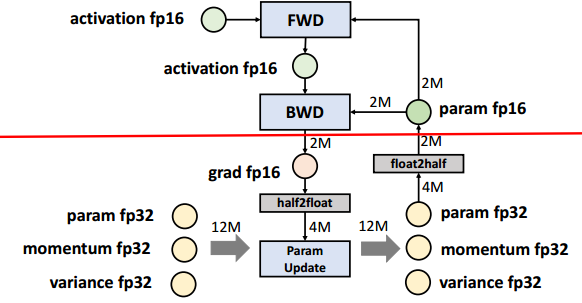 activation fp16
FWD
activation fp16
2M
2M
param fp16
BWD
2M
2M
float2half
grad fp16
4M
half2float
param fp32
12M
4M
12M
param fp32
momentum fp32
Param
Update
momentum fp32
variance fp32
variance fp32